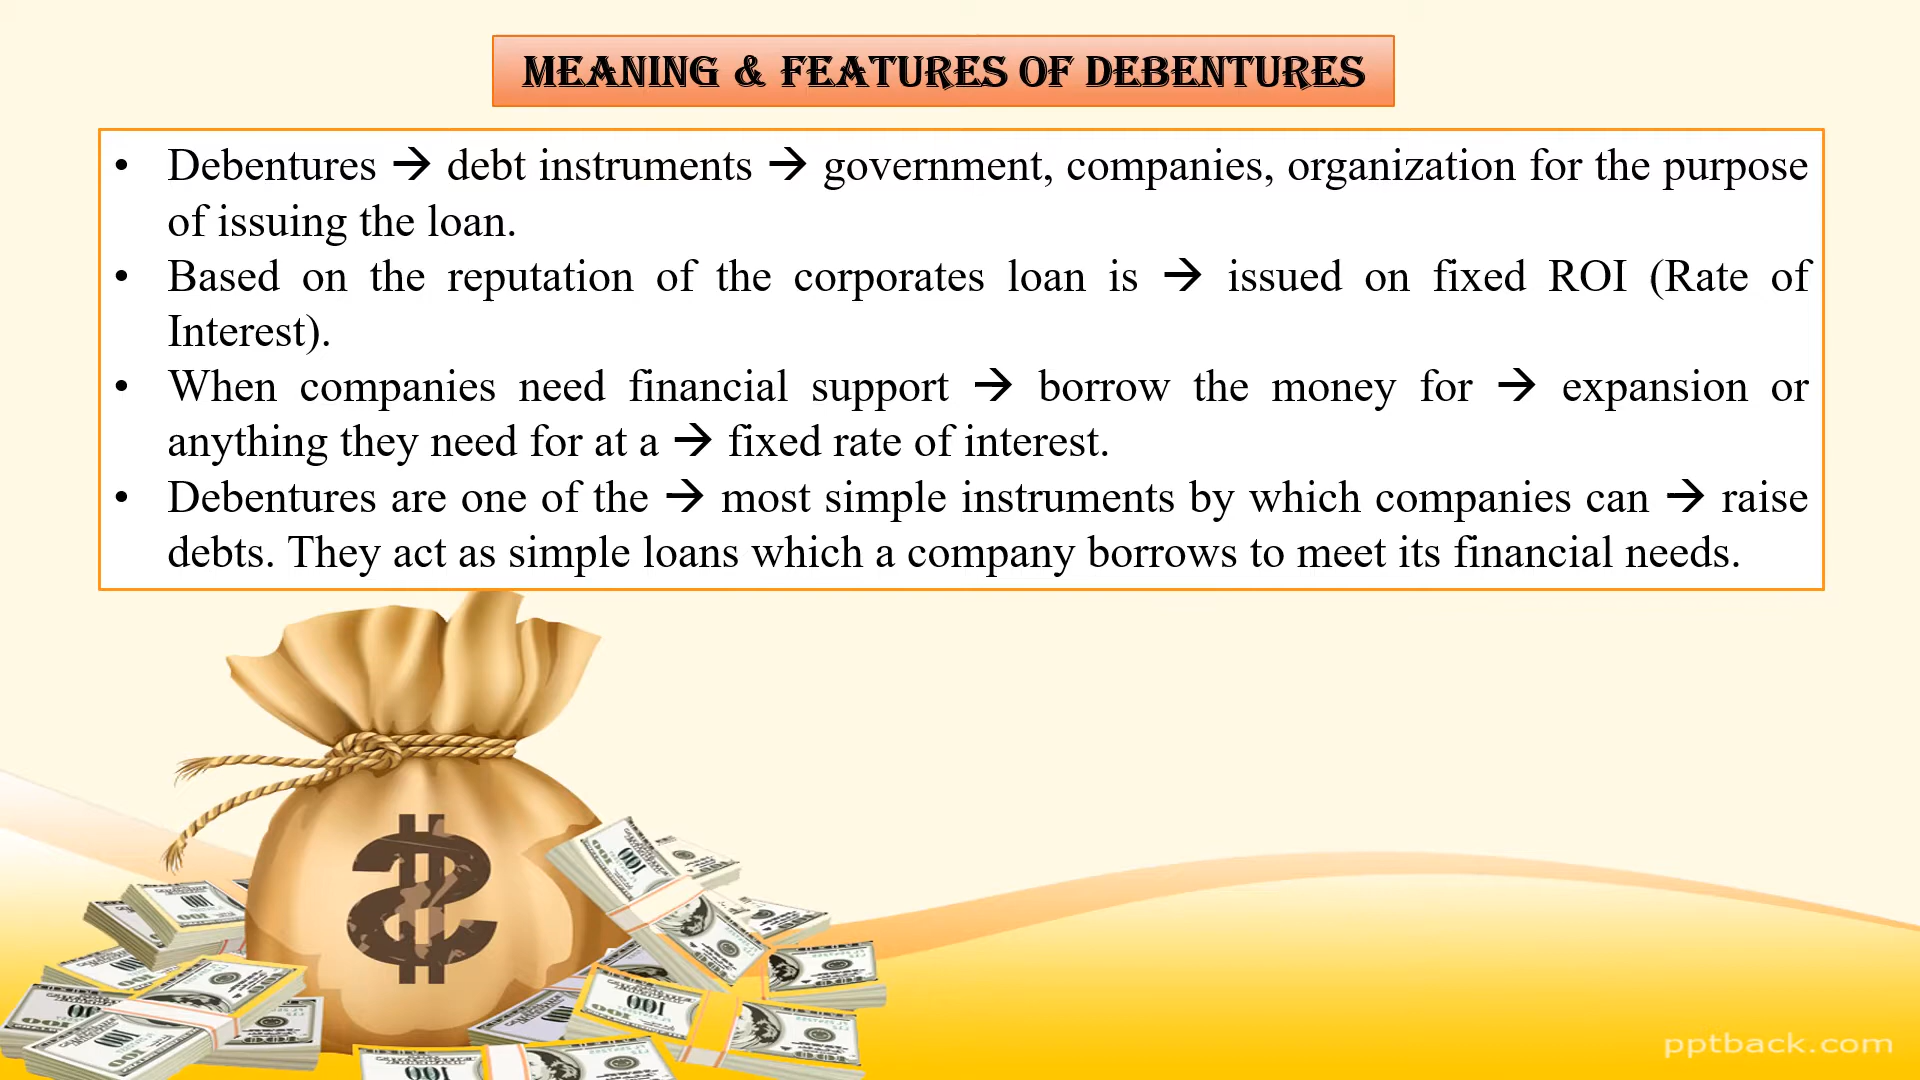 MEANING & FEATURES OF DEBENTURES
• Debentures → debt instruments → government, companies, organization for the purpose
of issuing the loan.
• Based on the reputation of the corporates loan is → issued on fixed ROI (Rate of
Interest).
• When companies need financial support → borrow the money for → expansion or
anything they need for at a → fixed rate of interest.
• Debentures are one of the → most simple instruments by which companies can → raise
debts. They act as simple loans which a company borrows to meet its financial needs.
$
100
100
100
pptback.com